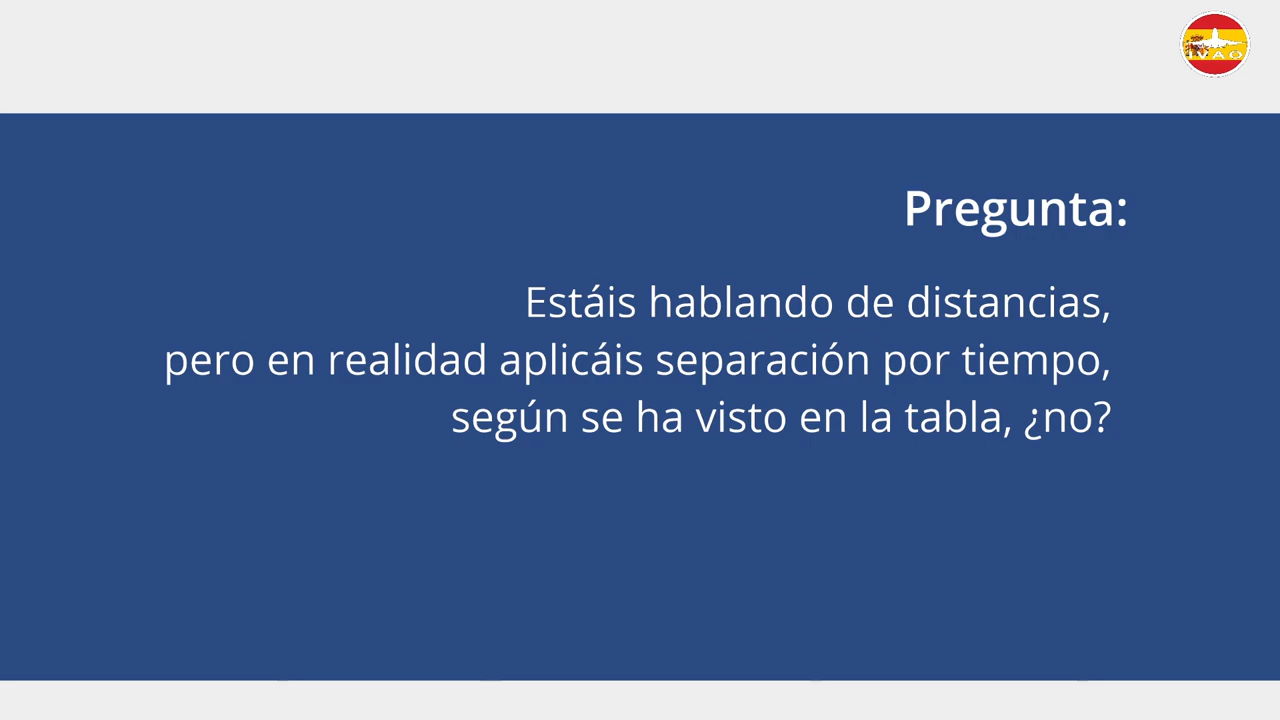 IVAO
Pregunta:
Estáis hablando de distancias,
pero en realidad aplicáis separación por tiempo,
según se ha visto en la tabla, ¿no?